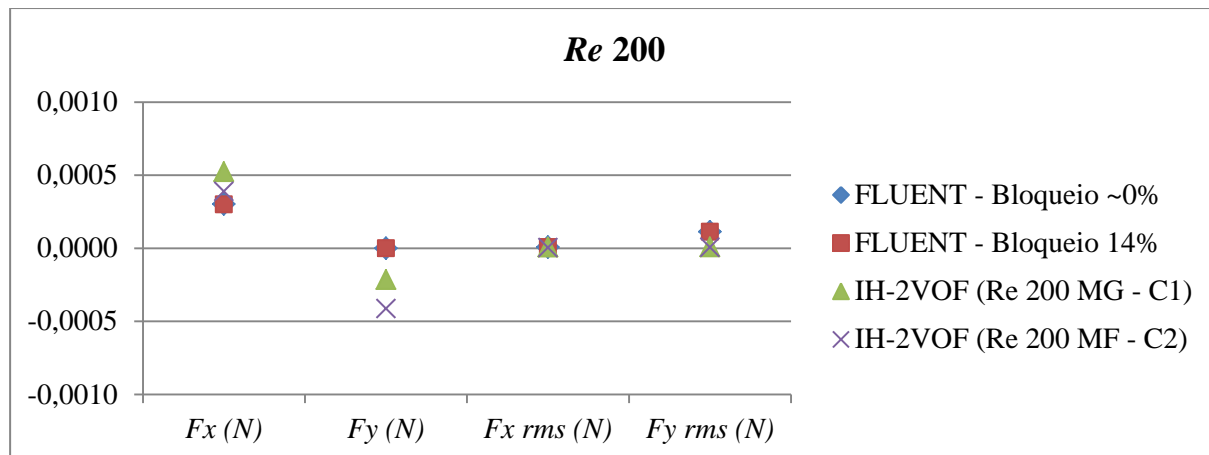 Re 200
0,0010
0,0005
0,0000
-0,0005
-0,0010
Fx (N)
Fy (N)
Fx rms (N)
Fy rms (N)
FLUENT - Bloqueio ~0%
FLUENT - Bloqueio 14%
IH-2VOF (Re 200 MG - C1)
IH-2VOF (Re 200 MF - C2)